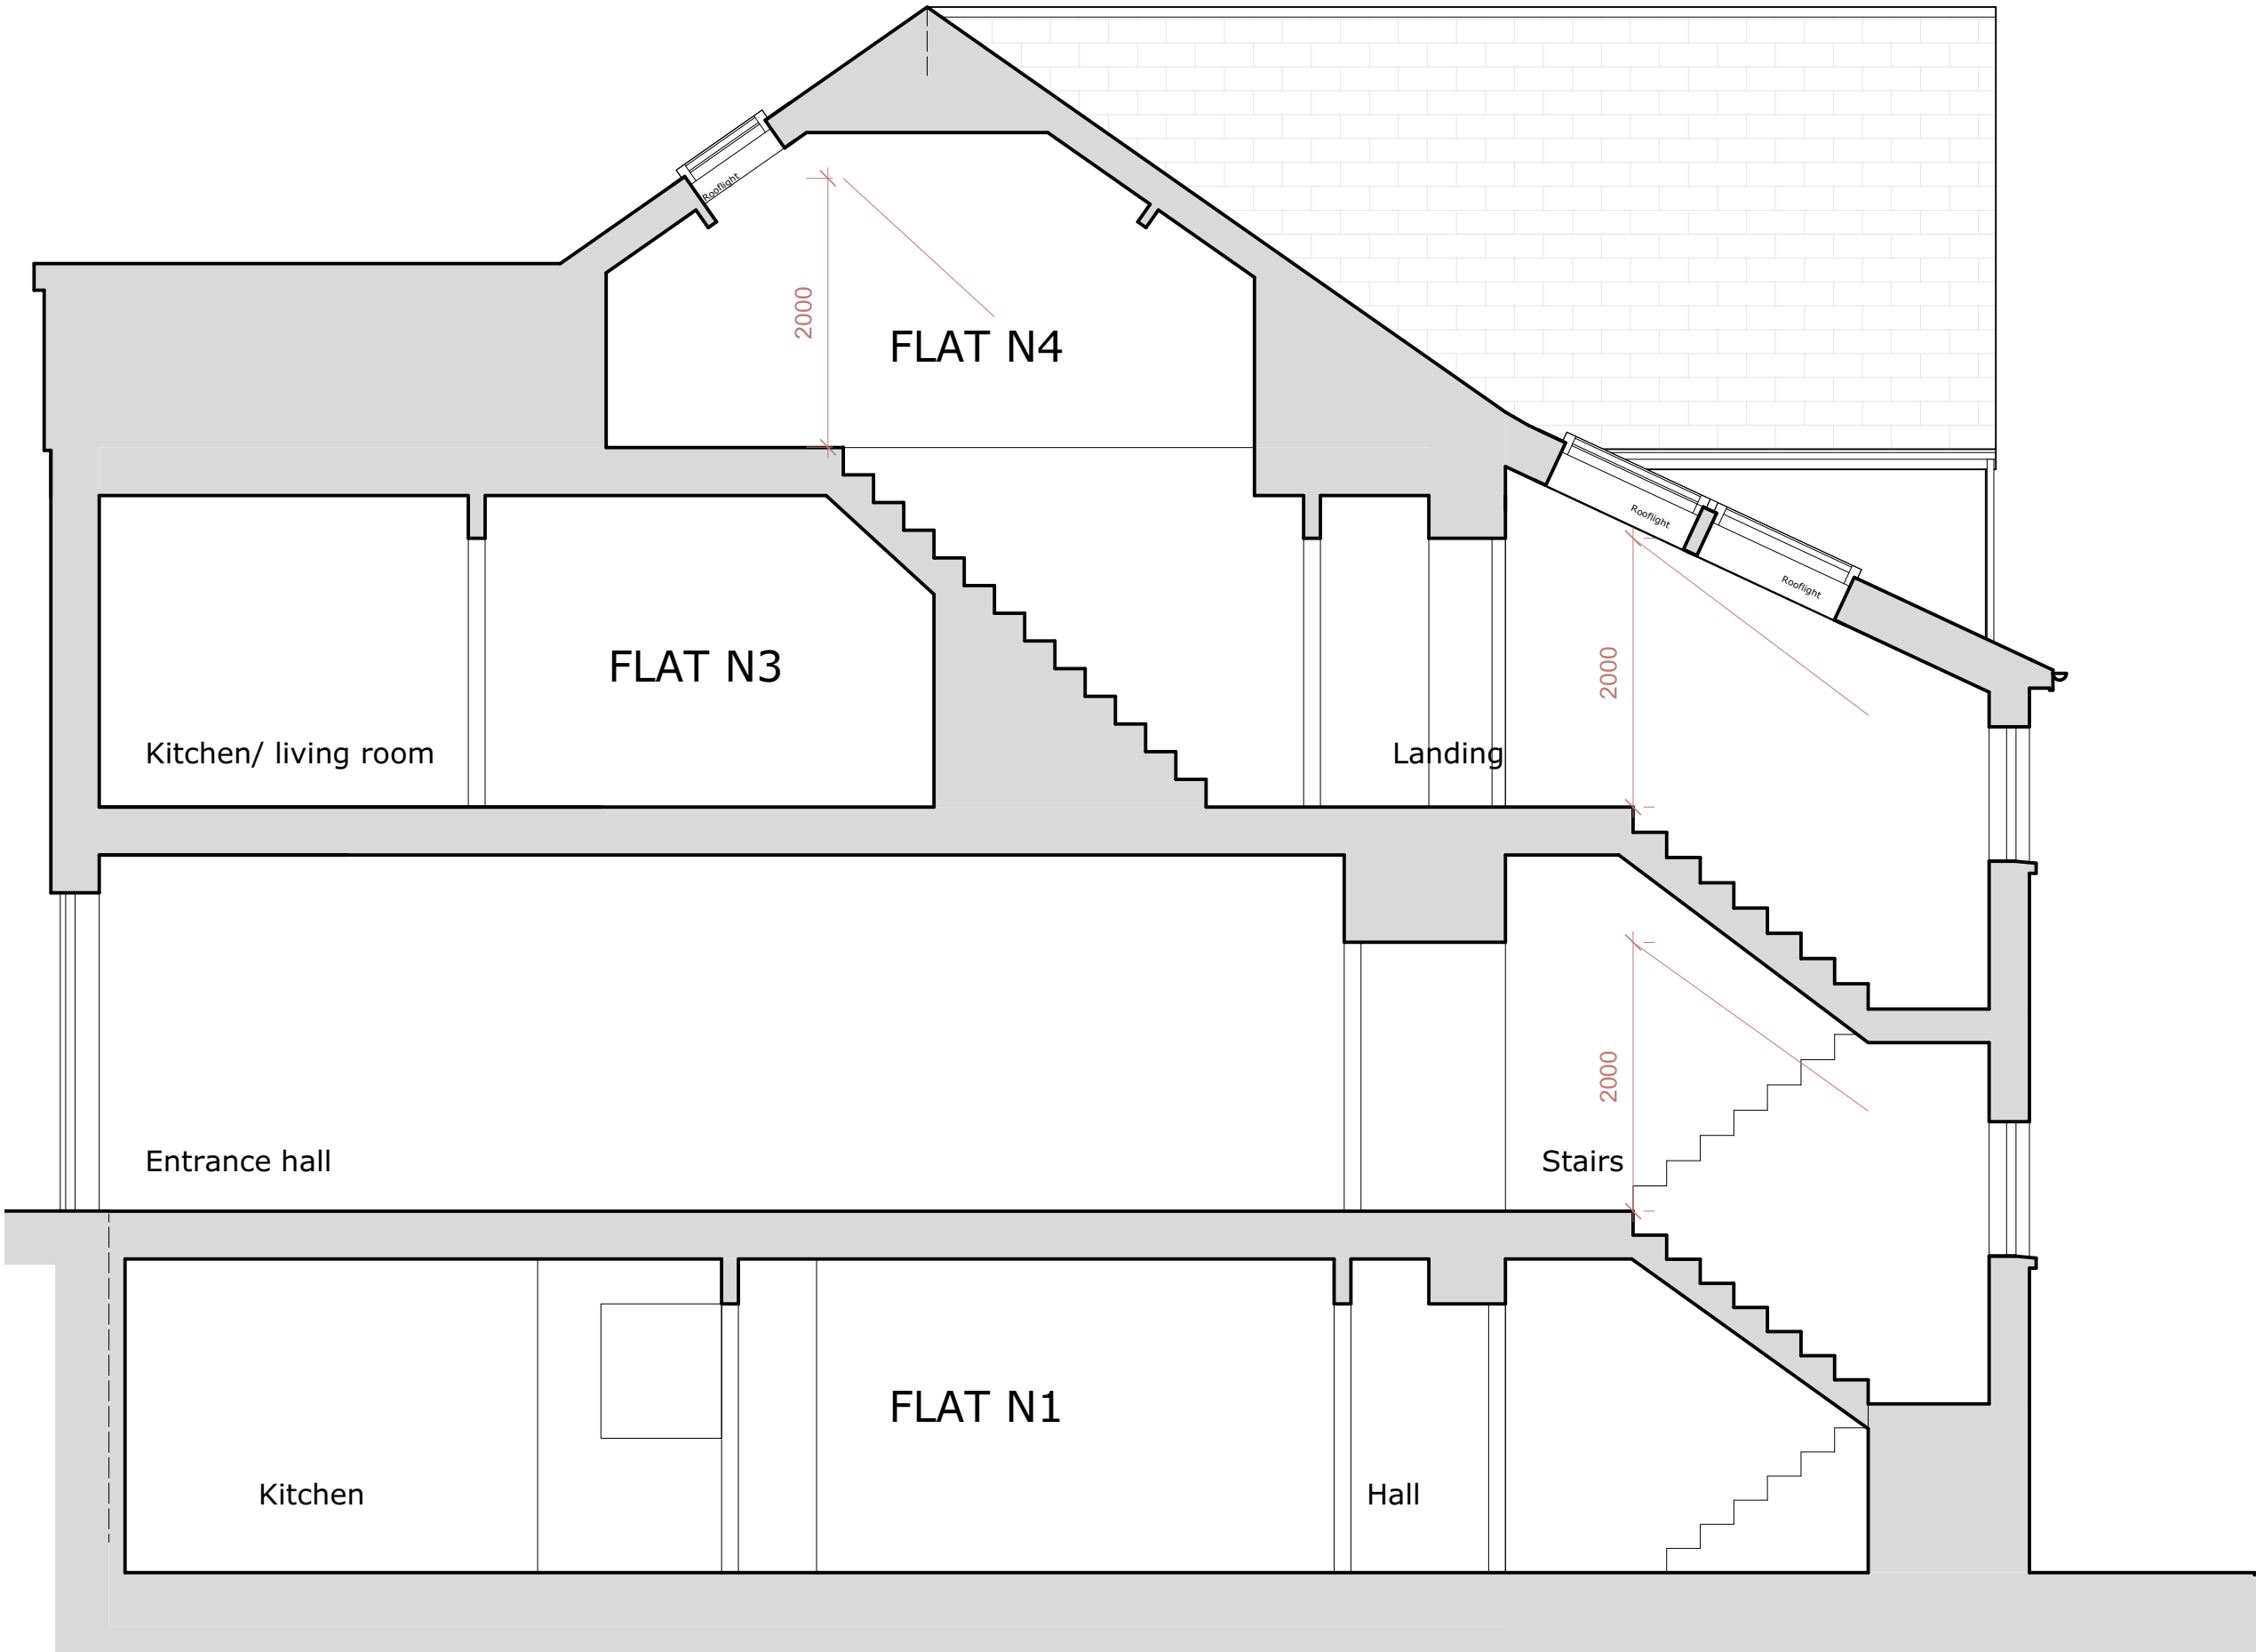 Rooflight
2000
FLAT N4
Rooflight
Rooflight
FLAT N3
2000
Kitchen/ living room
Landing
2000
Entrance hall
Stairs
FLAT N1
Kitchen
Hall